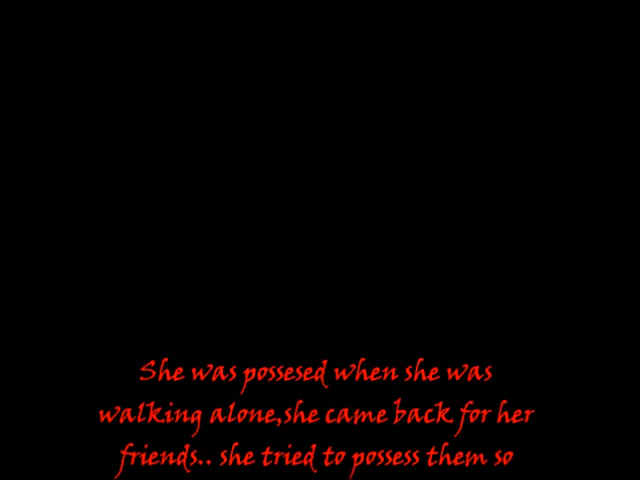 She was possesed when she was
walking alone,she came back for her
friends.. she tried to possess them so